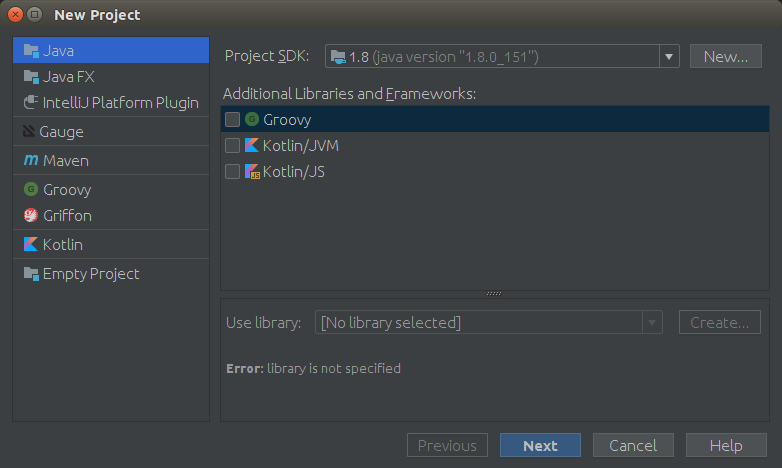 New Project
Java
Java FX
IntelliJ Platform Plugin
Gauge
Maven
Groovy
Griffon
Kotlin
Empty Project
Project SDK: 1.8 (java version "1.8.0_151") New...
Additional Libraries and Frameworks:
Groovy
Kotlin/JVM
Kotlin/JS
Use library: [No library selected] Create...
Error: library is not specified
Previous Next Cancel Help